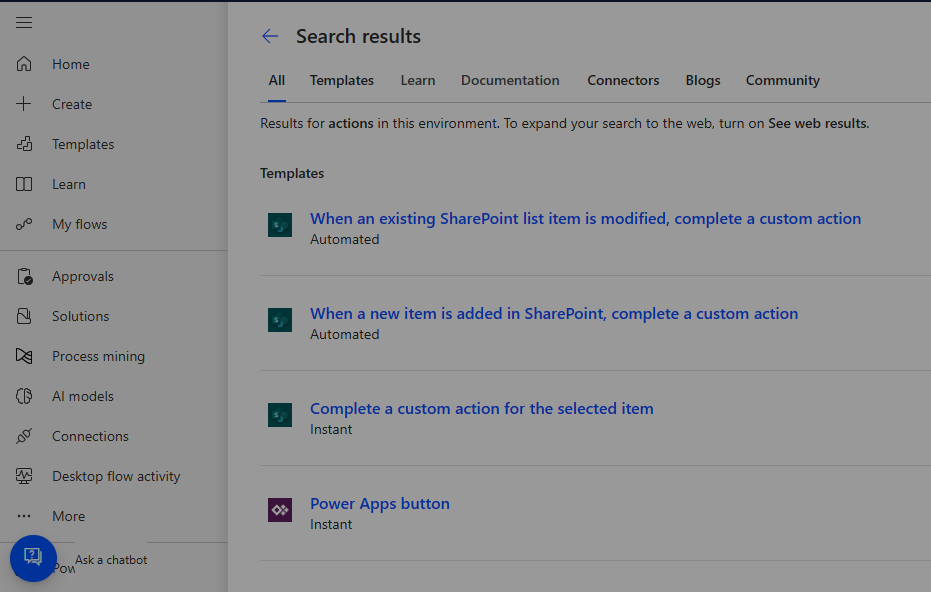 Home
Create
Templates
Learn
My flows
Approvals
Solutions
Process mining
AI models
Connections
Desktop flow activity
More
Ask a chatbot
Search results
All Templates Learn Documentation Connectors Blogs Community
Results for actions in this environment. To expand your search to the web, turn on See web results.
Templates
When an existing SharePoint list item is modified, complete a custom action
Automated
When a new item is added in SharePoint, complete a custom action
Automated
Complete a custom action for the selected item
Instant
Power Apps button
Instant